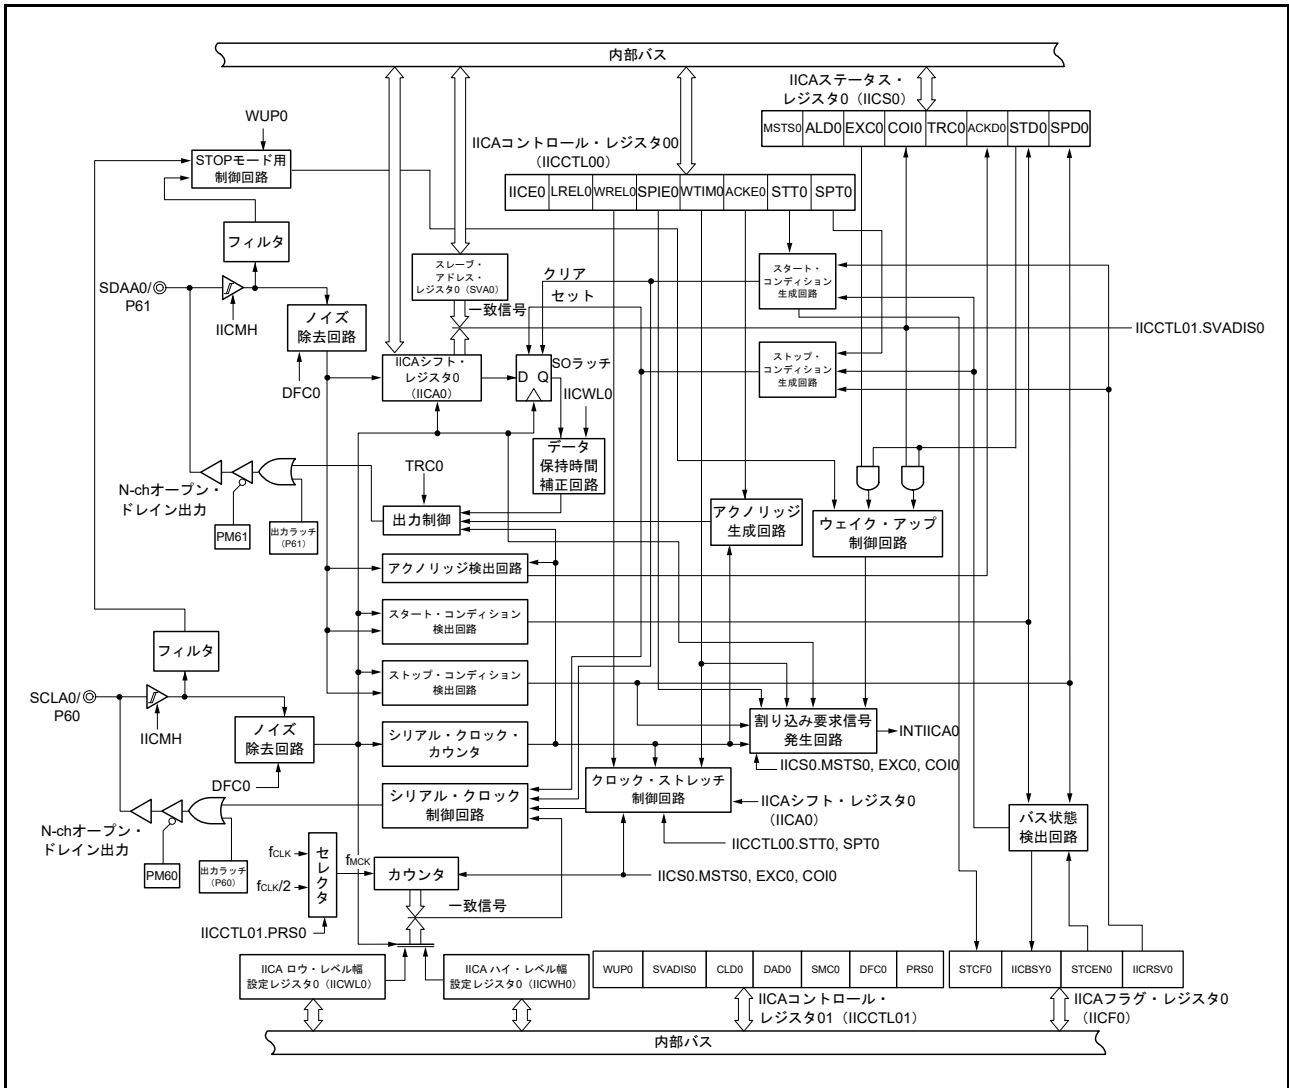 内部バス
IICAステータス・
レジスタ0（IICS0）
MSTS0 ALD0 EXC0 COI0 TRC0 ACKD0 STD0 SPD0
WUP0
STOPモード用
制御回路
IICAコントロール・レジスタ00
（IICCTL00）
IICE0 LREL0 WREL0 SPIE0 WTIM0 ACKE0 STT0 SPT0
フィルタ
スレーブ・
アドレス・
レジスタ0（SVA0）
クリア
セット
スタート・
コンディション
生成回路
SDAA0/
P61
IICMH
ノイズ
除去回路
一致信号
IICCTL01.SVADIS0
DFC0
IICAシフト・
レジスタ0
（IICA0）
D Q
SOラッチ
IICWL0
ストップ・
コンディション
生成回路
データ
保持時間
補正回路
TRC0
N-chオープン・
ドレイン出力
PM61
出力ラッチ
（P61）
出力制御
アクノリッジ
生成回路
ウェイク・アップ
制御回路
アクノリッジ検出回路
スタート・コンディション
検出回路
フィルタ
ストップ・コンディション
検出回路
SCLA0/
P60
IICMH
ノイズ
除去回路
DFC0
シリアル・クロック・
カウンタ
割り込み要求信号
発生回路
INTIICA0
IICS0.MSTS0, EXC0, COI0
シリアル・クロック
制御回路
クロック・ストレッチ
制御回路
IICAシフト・レジスタ0
（IICA0）
IICCTL00.STT0, SPT0
バス状態
検出回路
N-chオープン・
ドレイン出力
PM60
出力ラッチ
（P60）
fCLK
fCLK/2
セレクタ
fMCK
カウンタ
IICS0.MSTS0, EXC0, COI0
一致信号
IICCTL01.PRS0
IICA ロウ・レベル幅
設定レジスタ0（IICWL0）
IICA ハイ・レベル幅
設定レジスタ0（IICWH0）
WUP0 SVADIS0 CLD0 DAD0 SMC0 DFC0 PRS0
STCF0 IICBSY0 STCEN0 IICRSV0
IICAコントロール・
レジスタ01（IICCTL01）
IICAフラグ・レジスタ0
（IICF0）
内部バス